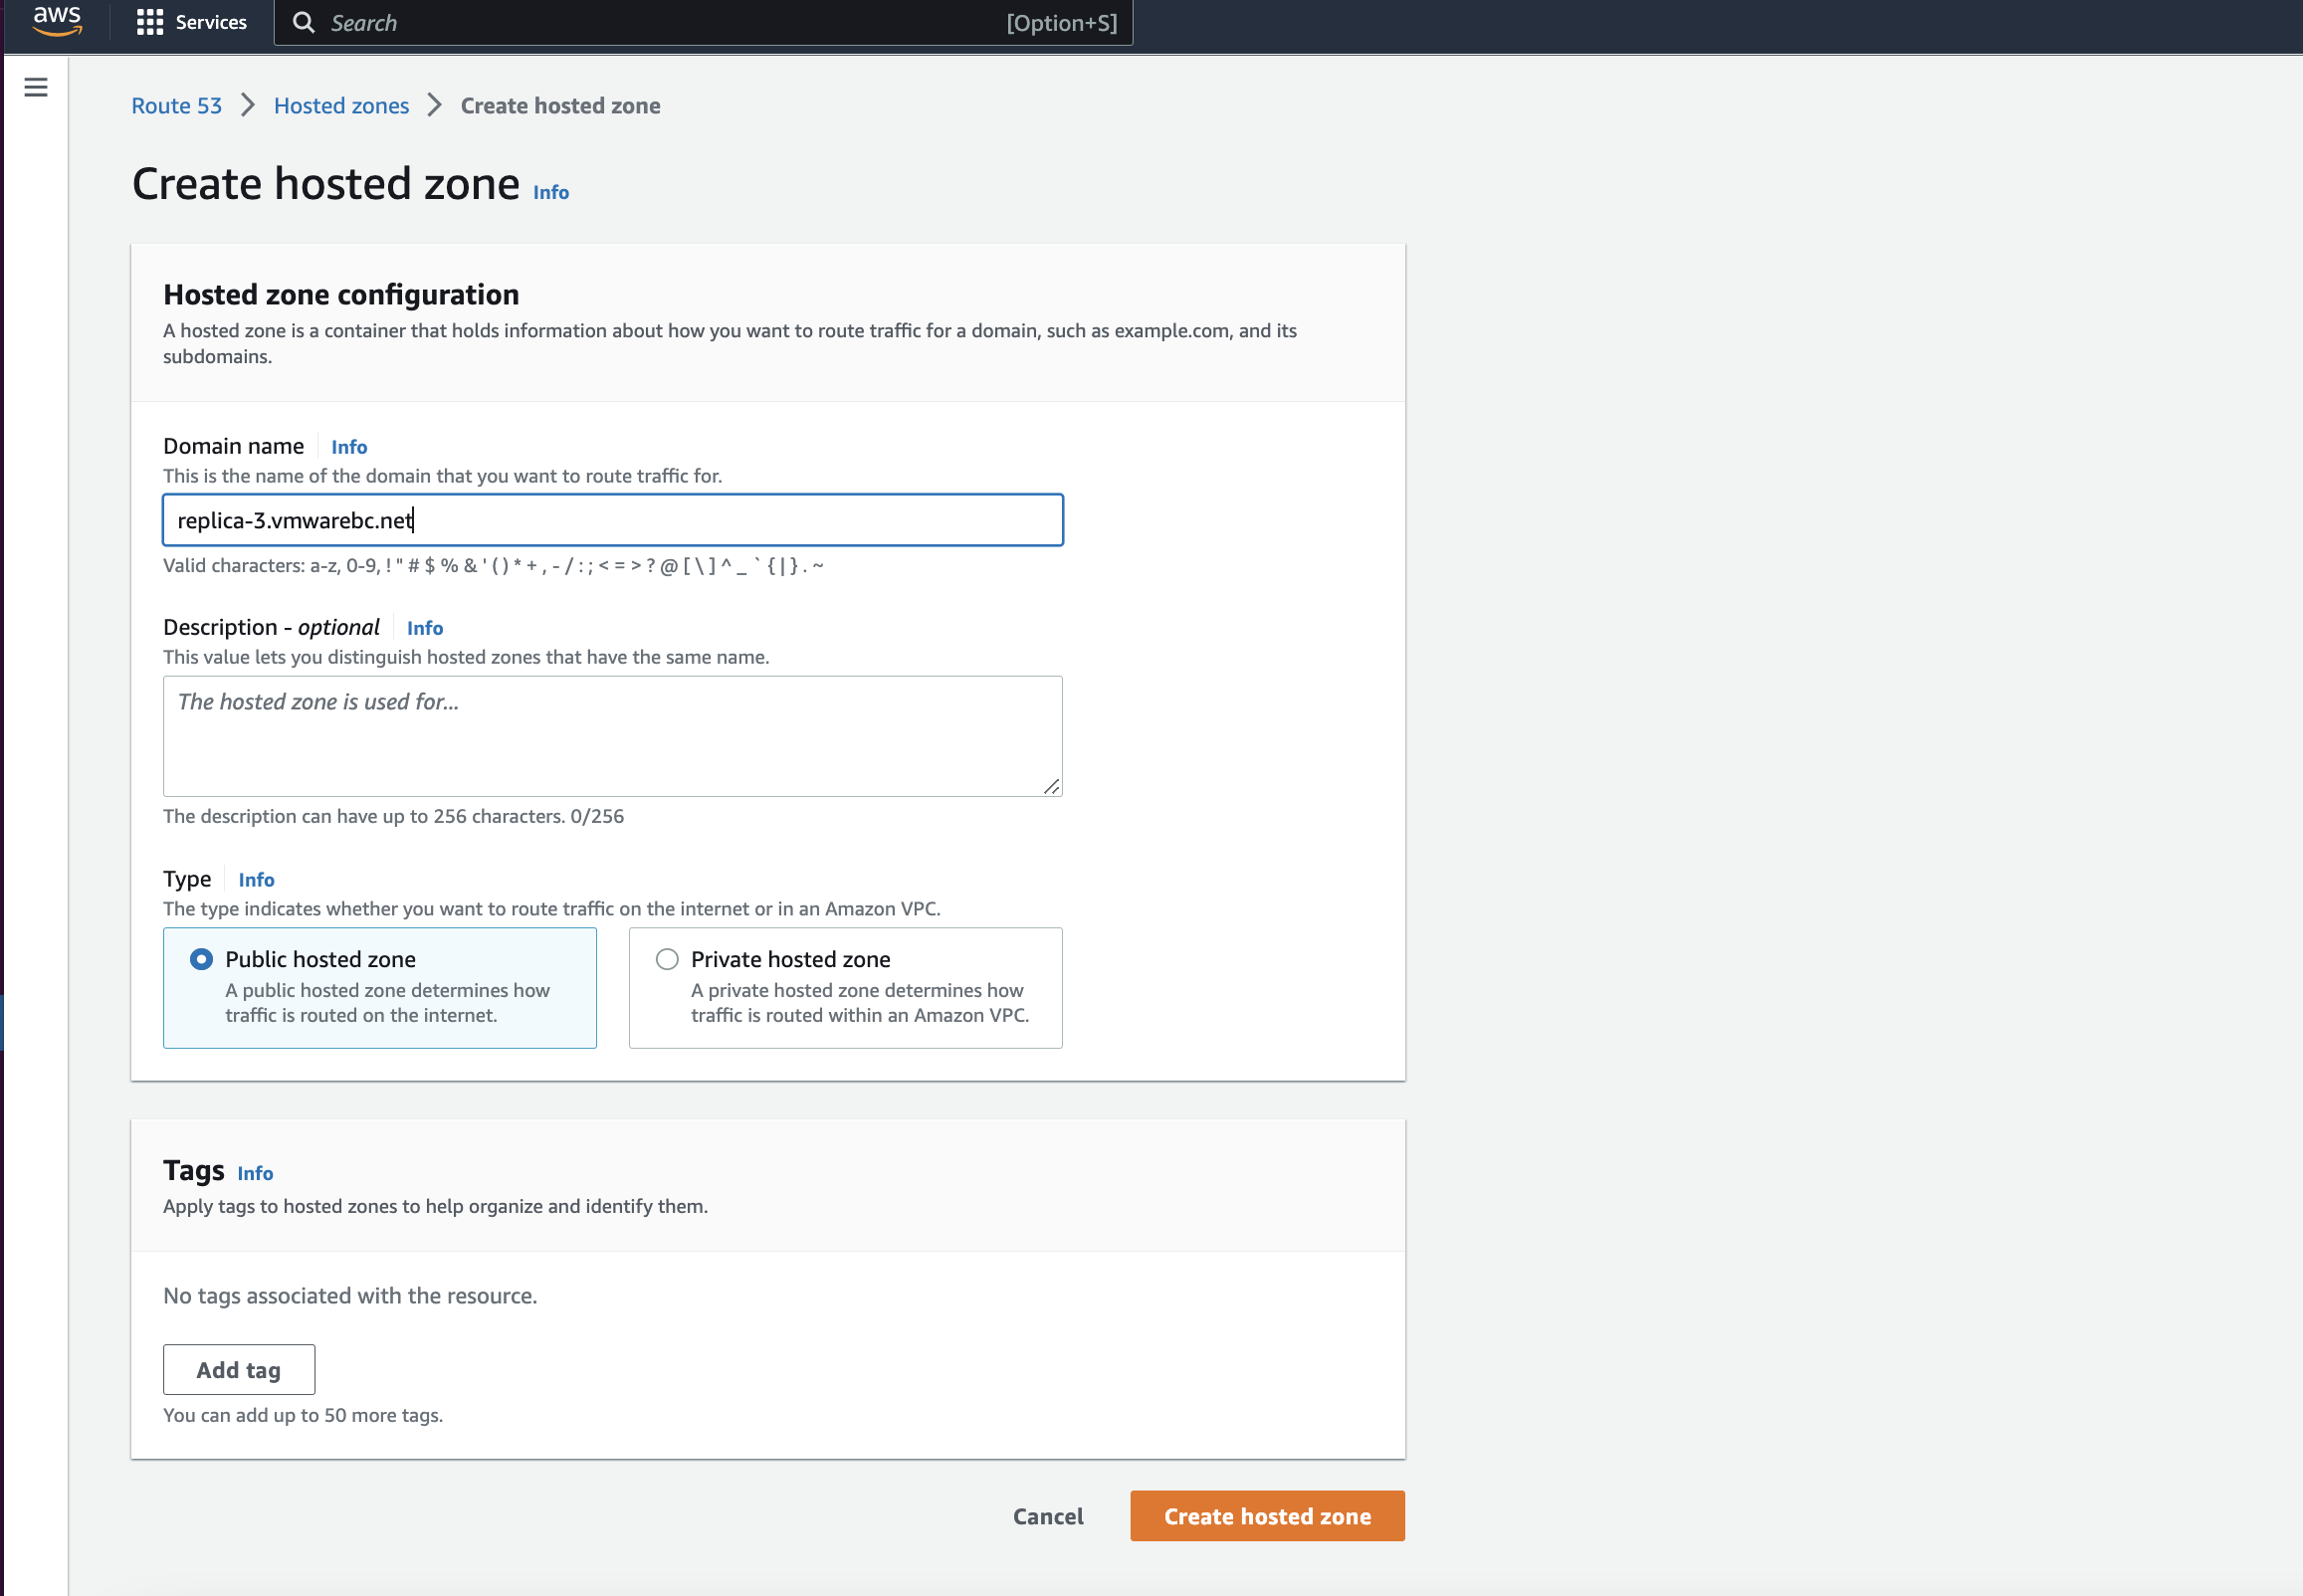 aws
Services
Search
[Option+S]
Route 53 > Hosted zones > Create hosted zone
Create hosted zone Info
Hosted zone configuration
A hosted zone is a container that holds information about how you want to route traffic for a domain, such as example.com, and its
subdomains.
Domain name Info
This is the name of the domain that you want to route traffic for.
replica-3.vmwarebc.net
Valid characters: a-z, 0-9, ! " # $ % & ' ( ) * + , - / : ; < = > ? @ [ \ ] ^ _ ` { | } . ~
Description - optional Info
This value lets you distinguish hosted zones that have the same name.
The hosted zone is used for...
The description can have up to 256 characters. 0/256
Type Info
The type indicates whether you want to route traffic on the internet or in an Amazon VPC.
Public hosted zone
A public hosted zone determines how
traffic is routed on the internet.
Private hosted zone
A private hosted zone determines how
traffic is routed within an Amazon VPC.
Tags Info
Apply tags to hosted zones to help organize and identify them.
No tags associated with the resource.
Add tag
You can add up to 50 more tags.
Cancel
Create hosted zone